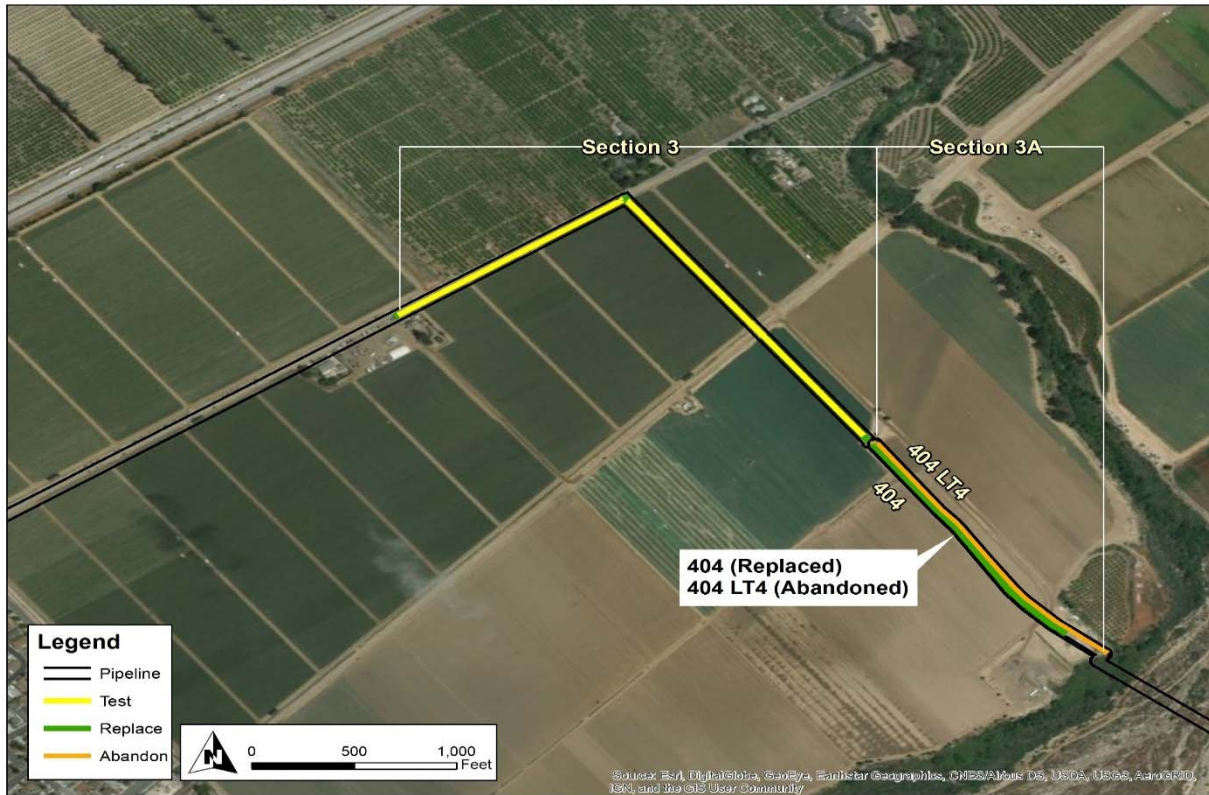 Section 3
Section 3A
404 LT4
404
404 (Replaced)
404 LT4 (Abandoned)
Legend
Pipeline
Test
Replace
Abandon
N
0 500 1,000
Feet
Source: Esri, DigitalGlobe, GeoEye, Earthstar Geographics, CNES/Airbus DS, USDA, USGS, AeroGRID,
IGN, and the GIS User Community